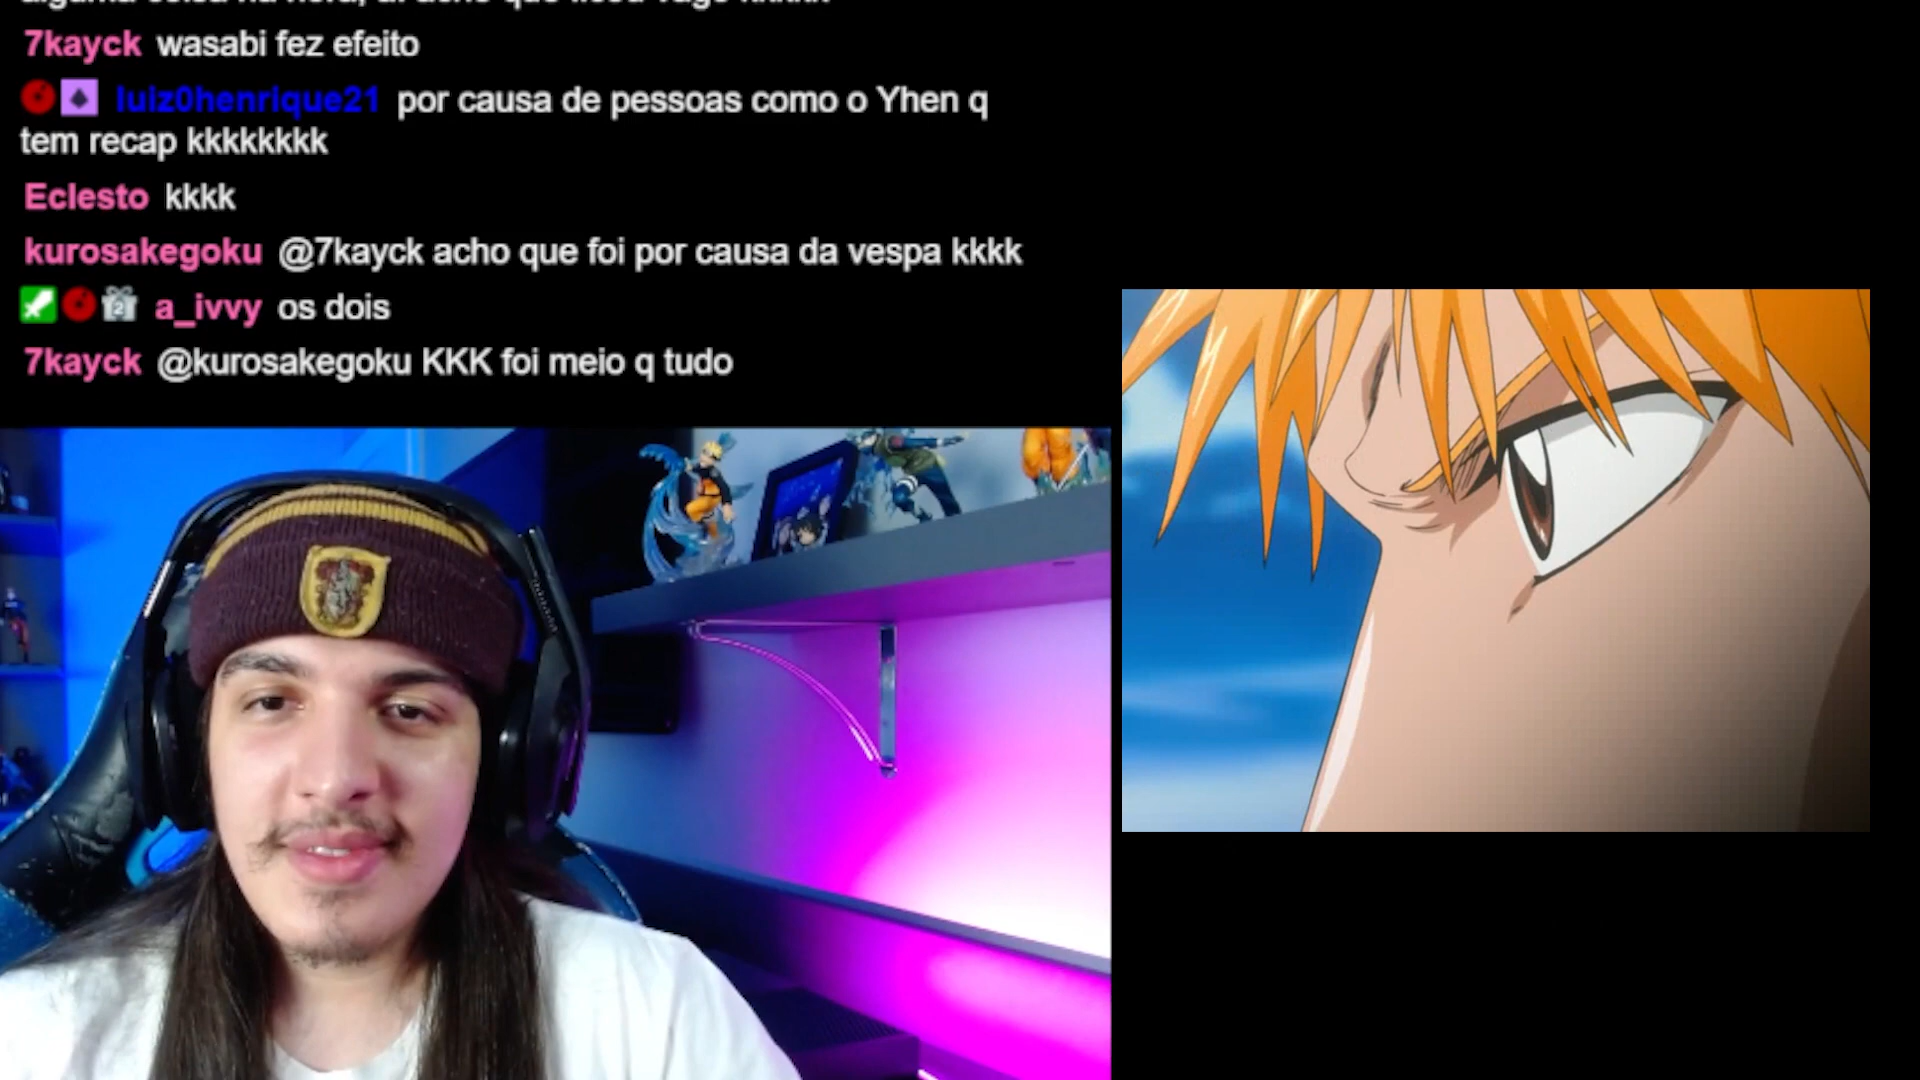 7kayck wasabi fez efeito
luiz0henrique21 por causa de pessoas como o Yhen q
tem recap kkkkkkkk
Eclesto kkkk
kurosakegoku @7kayck acho que foi por causa da vespa kkkk
2 a_ivvy os dois
7kayck @kurosakegoku KKK foi meio q tudo